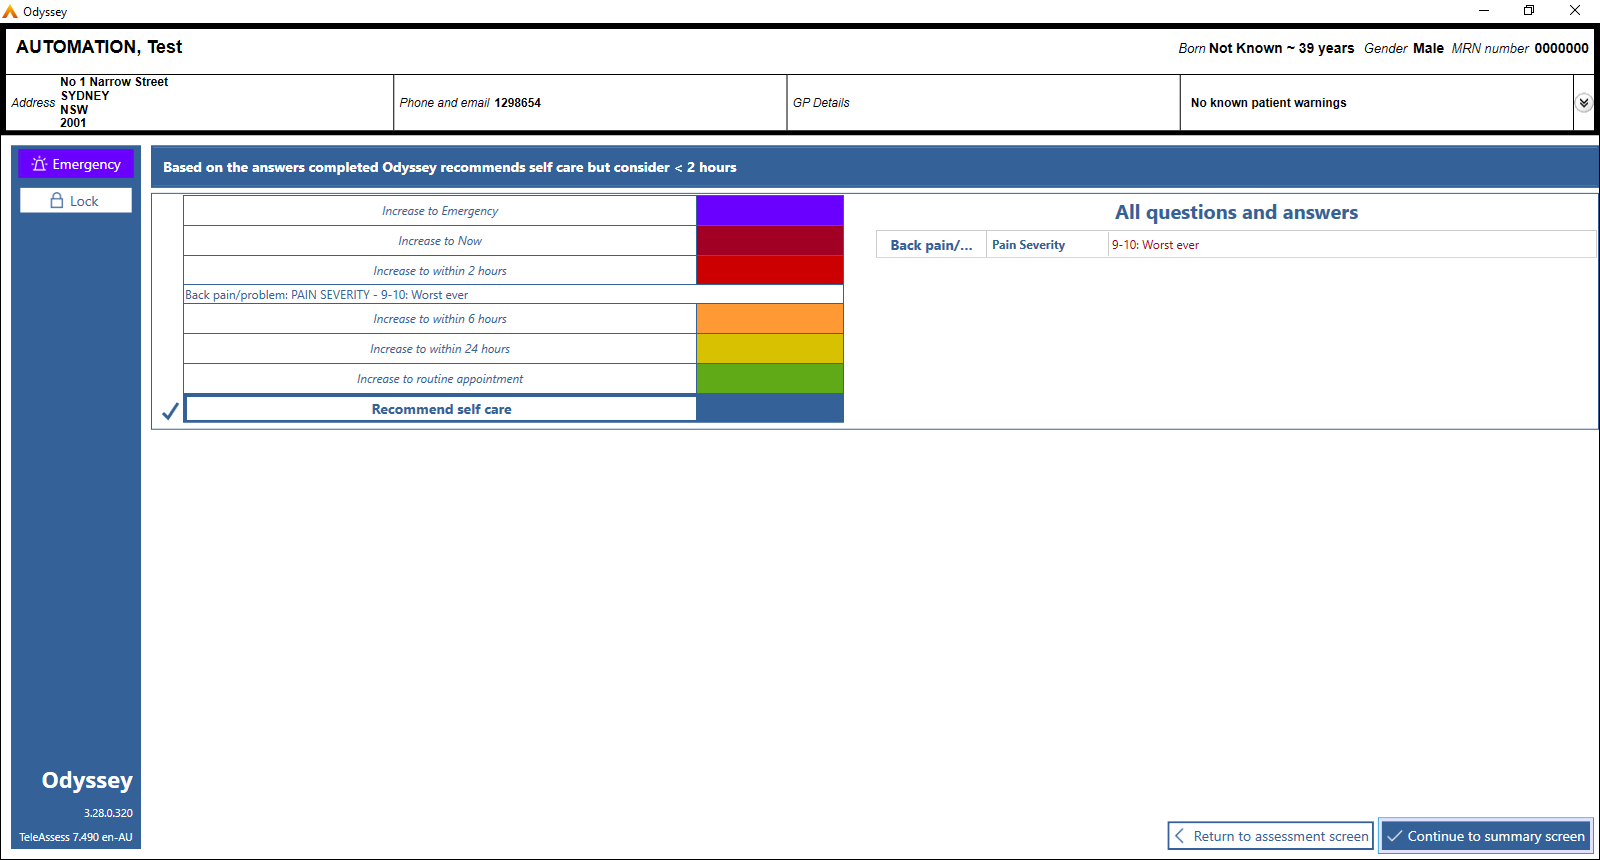 Odyssey
AUTOMATION, Test
Born Not Known ~ 39 years Gender Male MRN number 0000000
Address
No 1 Narrow Street
SYDNEY
NSW
2001
Phone and email 1298654
GP Details
No known patient warnings
Emergency
Lock
Based on the answers completed Odyssey recommends self care but consider < 2 hours
Increase to Emergency
Increase to Now
Increase to within 2 hours
Back pain/problem: PAIN SEVERITY - 9-10: Worst ever
Increase to within 6 hours
Increase to within 24 hours
Increase to routine appointment
Recommend self care
All questions and answers
Back pain/... Pain Severity 9-10: Worst ever
Odyssey
3.28.0.320
TeleAssess 7.490 en-AU
Return to assessment screen
Continue to summary screen